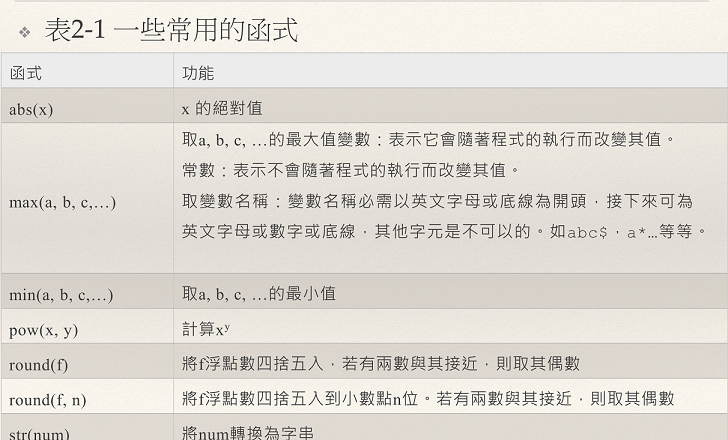 ❖ 表2-1 一些常用的函式
函式 功能
abs(x) x 的絕對值
max(a, b, c,…) 取a, b, c, …的最大值變數：表示它會隨著程式的執行而改變其值。
常數：表示不會隨著程式的執行而改變其值。
取變數名稱：變數名稱必需以英文字母或底線為開頭，接下來可為
英文字母或數字或底線，其他字元是不可以的。如abc$，a*…等等。
min(a, b, c,…) 取a, b, c, …的最小值
pow(x, y) 計算xʸ
round(f) 將f浮點數四捨五入，若有兩數與其接近，則取其偶數
round(f, n) 將f浮點數四捨五入到小數點n位。若有兩數與其接近，則取其偶數
str(num) 將num轉換為字串